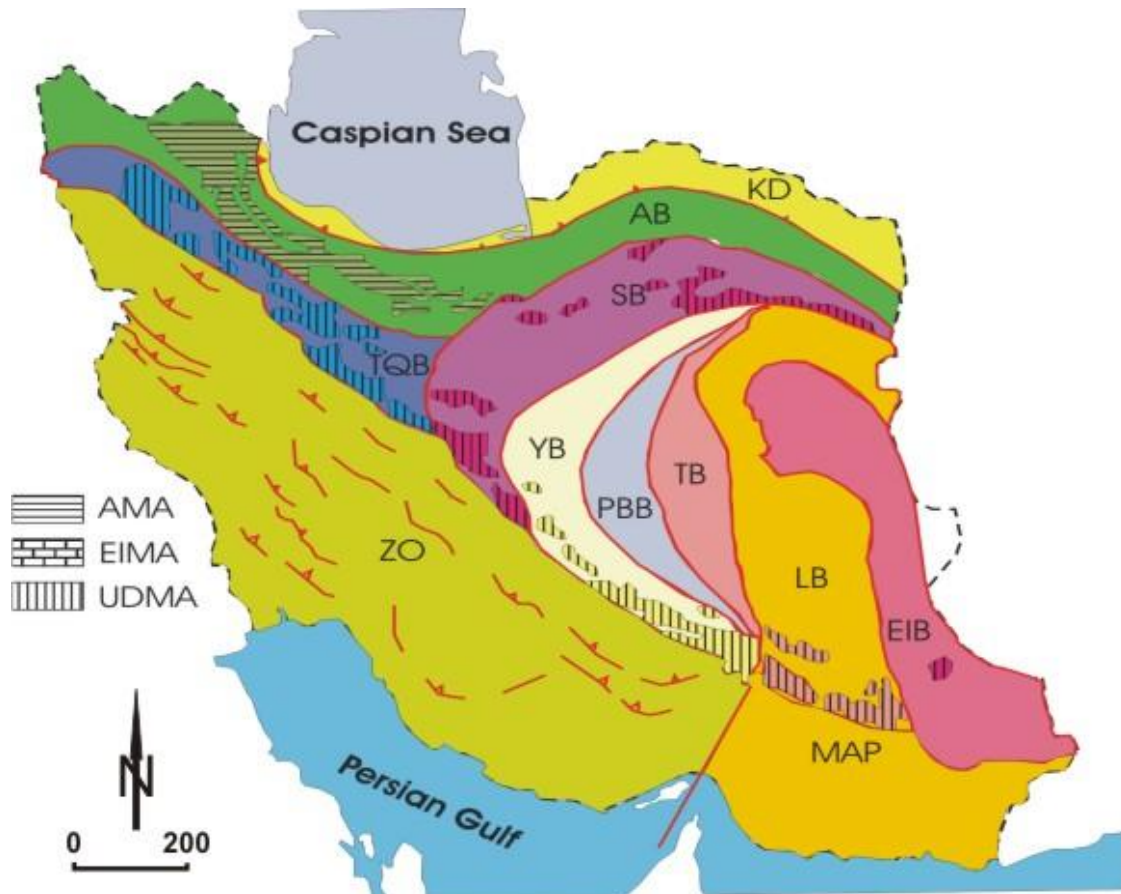 Caspian Sea
KD
AB
SB
TQB
YB
TB
PBB
AMA
EIMA
UDMA
ZO
LB
EIB
MAP
N
Persian Gulf
0 200